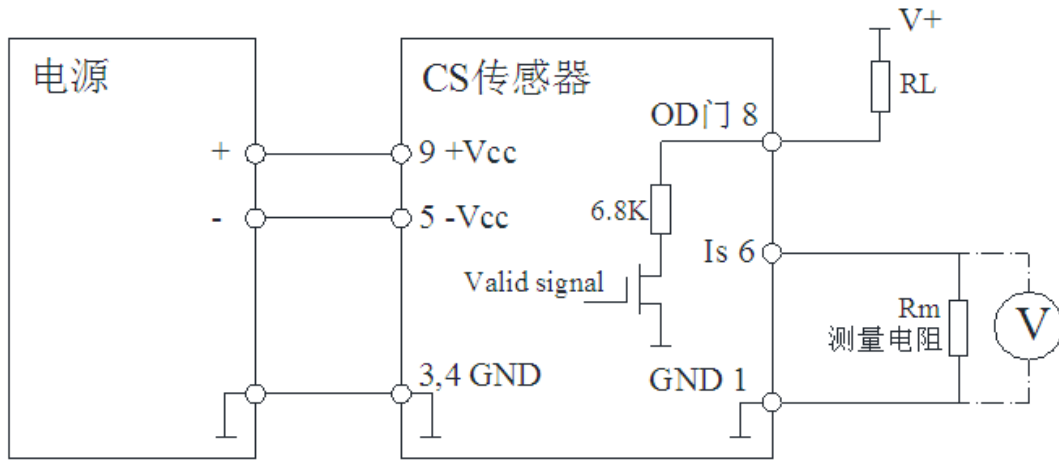 V+
电源
CS传感器
RL
OD门 8
+
9 +Vcc
6.8K
-
5 -Vcc
Is 6
Valid signal
Rm
测量电阻
V
3,4 GND
GND 1